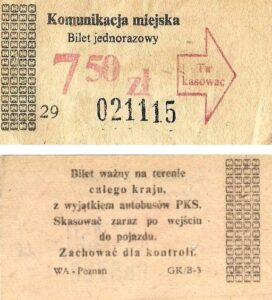 Komunikacja miejska
Bilet jednorazowy
7 50 zł
Tu
kasować
29 021115
Bilet ważny na terenie
całego kraju,
z wyjątkiem autobusów PKS.
Skasować zaraz po wejściu
do pojazdu.
Zachować dla kontroli.
WA - Poznań GK/B-3